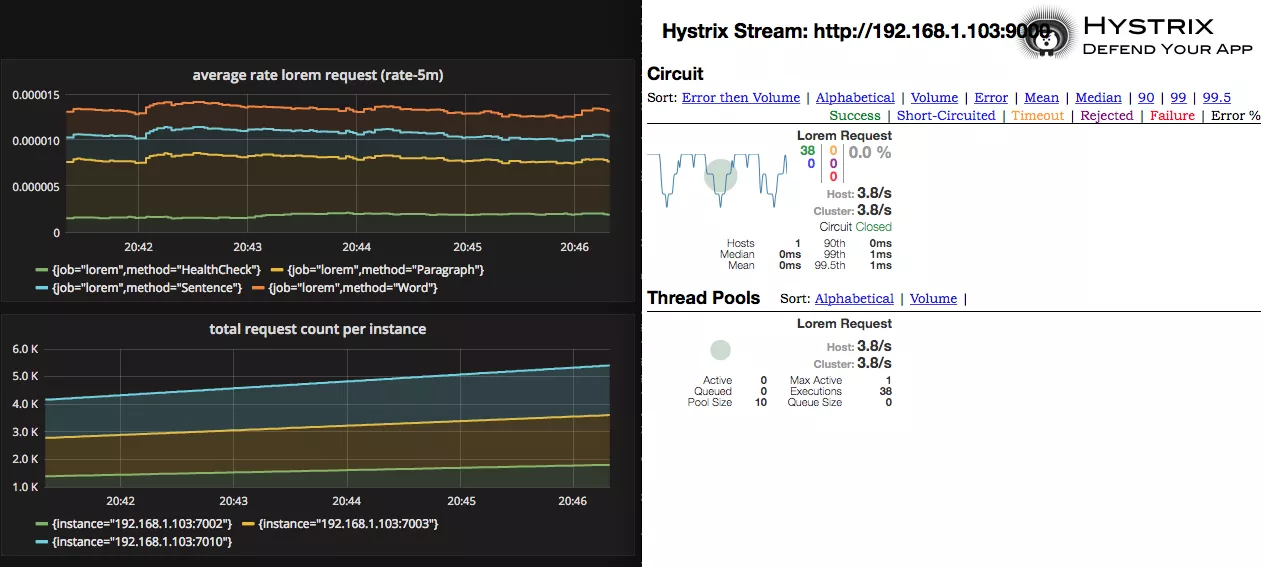 average rate lorem request (rate-5m)
0.000015
0.000010
0.000005
0
20:42 20:43 20:44 20:45 20:46
{job="lorem",method="HealthCheck"} {job="lorem",method="Paragraph"}
{job="lorem",method="Sentence"} {job="lorem",method="Word"}
total request count per instance
6.0 K
5.0 K
4.0 K
3.0 K
2.0 K
1.0 K
20:42 20:43 20:44 20:45 20:46
{instance="192.168.1.103:7002"} {instance="192.168.1.103:7003"}
{instance="192.168.1.103:7010"}
Hystrix Stream: http://192.168.1.103:9000
HYSTRIX
DEFEND YOUR APP
Circuit
Sort: Error then Volume | Alphabetical | Volume | Error | Mean | Median | 90 | 99 | 99.5
Success | Short-Circuited | Timeout | Rejected | Failure | Error %
Lorem Request
38 0 0.0 %
0 0
0
Host: 3.8/s
Cluster: 3.8/s
Circuit Closed
Hosts 1 90th 0ms
Median 0ms 99th 1ms
Mean 0ms 99.5th 1ms
Thread Pools Sort: Alphabetical | Volume |
Lorem Request
Host: 3.8/s
Cluster: 3.8/s
Active 0 Max Active 1
Queued 0 Executions 38
Pool Size 10 Queue Size 0